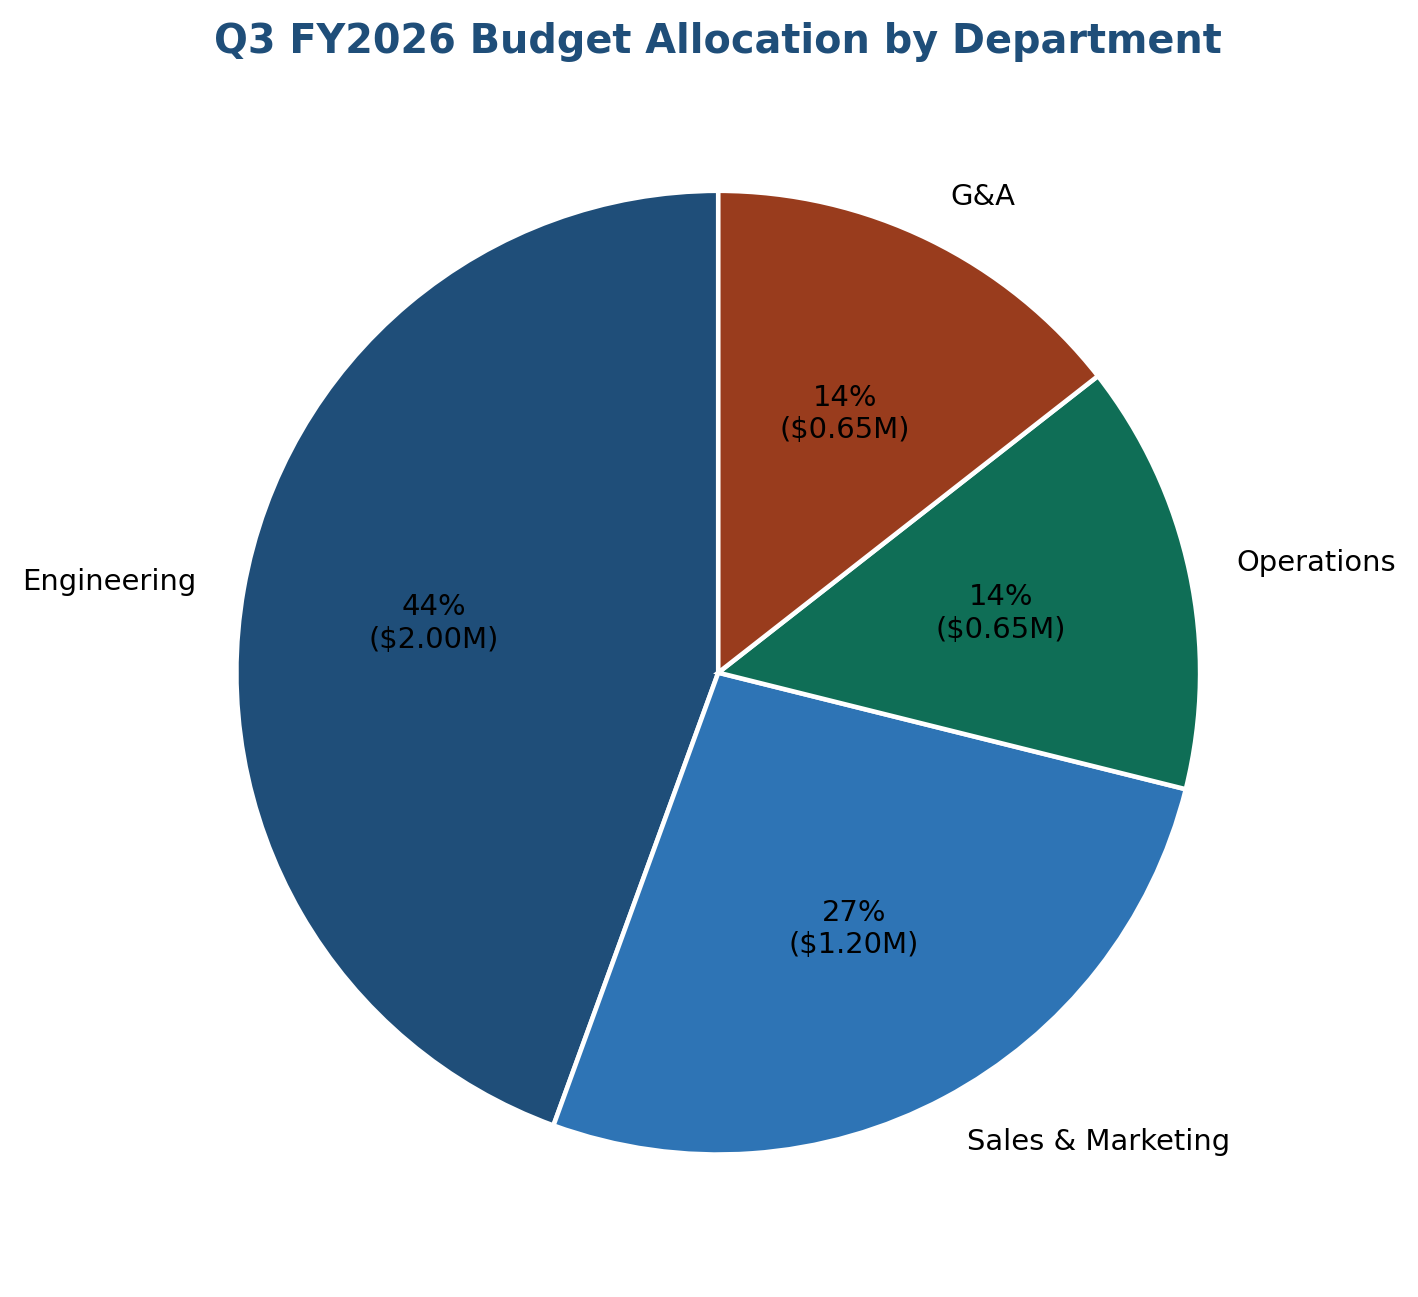 Q3 FY2026 Budget Allocation by Department
G&A
14%
($0.65M)
Operations
14%
($0.65M)
Engineering
44%
($2.00M)
27%
($1.20M)
Sales & Marketing